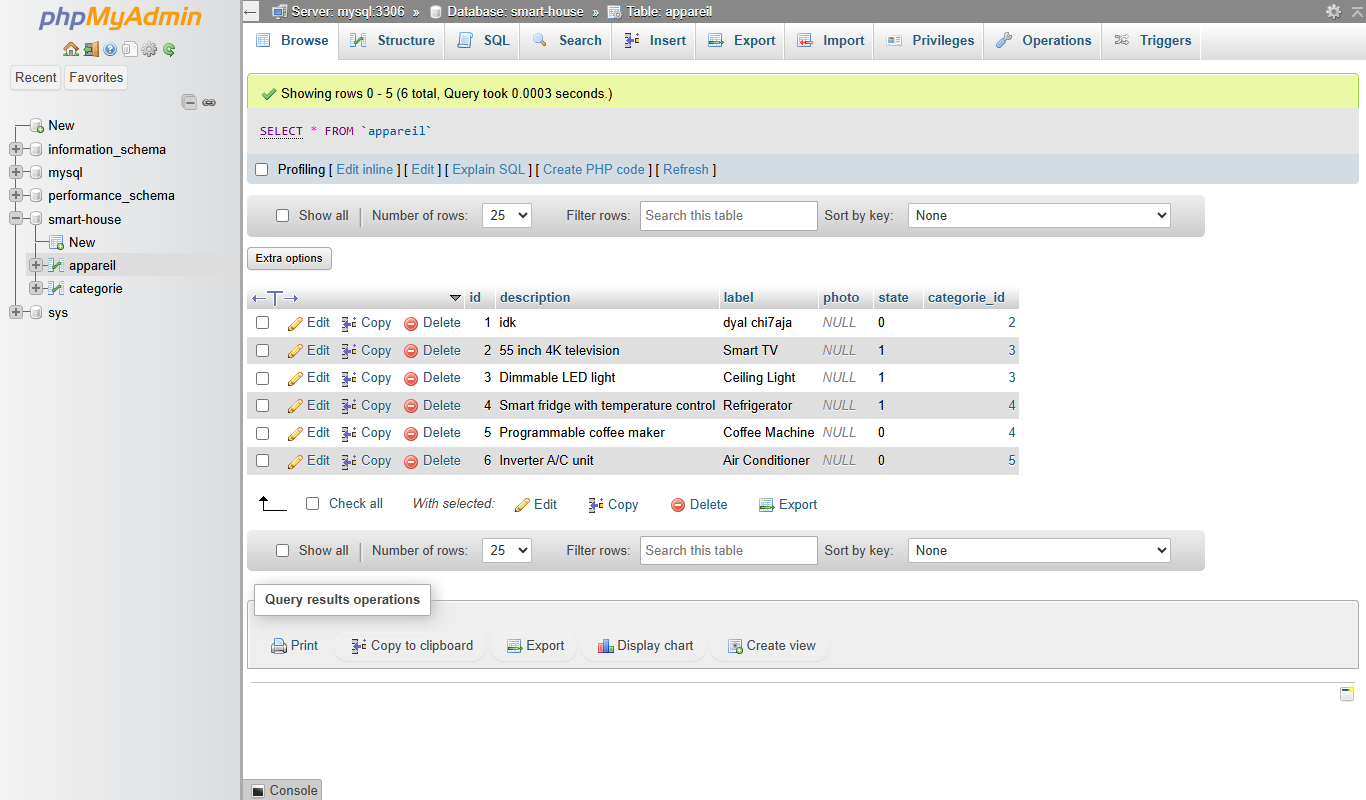 phpMyAdmin
Recent Favorites
New
information_schema
mysql
performance_schema
smart-house
New
appareil
categorie
sys
Server: mysql:3306 » Database: smart-house » Table: appareil
Browse Structure SQL Search Insert Export Import Privileges Operations Triggers
Showing rows 0 - 5 (6 total, Query took 0.0003 seconds.)
SELECT * FROM `appareil`
Profiling [ Edit inline ] [ Edit ] [ Explain SQL ] [ Create PHP code ] [ Refresh ]
Show all Number of rows: 25 Filter rows: Search this table Sort by key: None
Extra options
id description label photo state categorie_id
Edit Copy Delete 1 idk dyal chi7aja NULL 0 2
Edit Copy Delete 2 55 inch 4K television Smart TV NULL 1 3
Edit Copy Delete 3 Dimmable LED light Ceiling Light NULL 1 3
Edit Copy Delete 4 Smart fridge with temperature control Refrigerator NULL 1 4
Edit Copy Delete 5 Programmable coffee maker Coffee Machine NULL 0 4
Edit Copy Delete 6 Inverter A/C unit Air Conditioner NULL 0 5
Check all With selected: Edit Copy Delete Export
Show all Number of rows: 25 Filter rows: Search this table Sort by key: None
Query results operations
Print Copy to clipboard Export Display chart Create view
Console